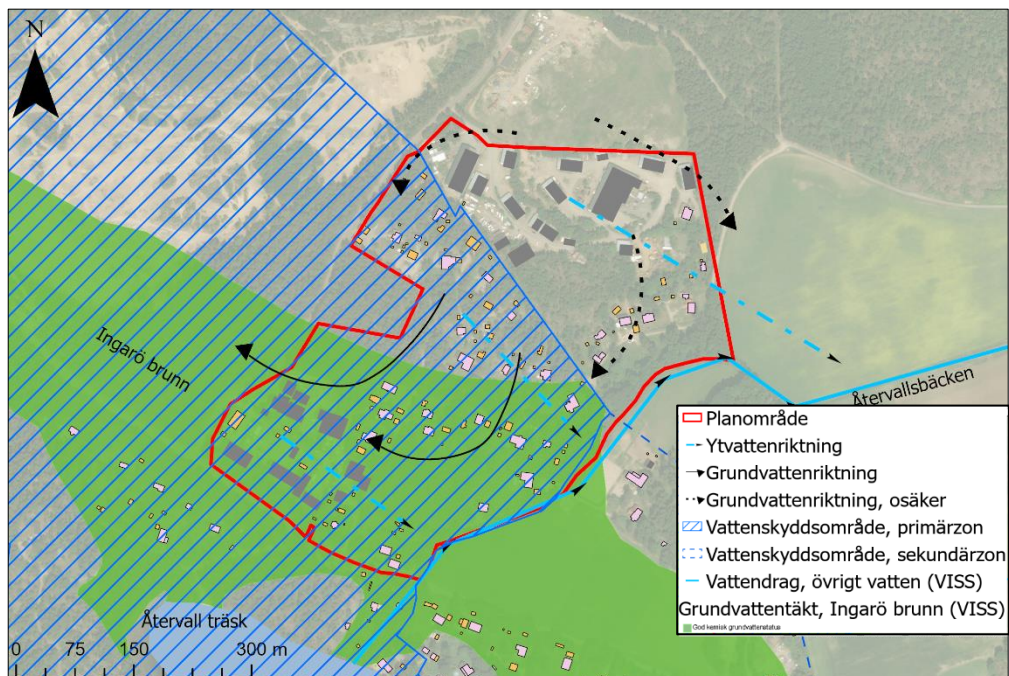 N
Ingarö brunn
Återvallsbäcken
Planområde
Ytvattenriktning
Grundvattenriktning
Grundvattenriktning, osäker
Vattenskyddsområde, primärzon
Vattenskyddsområde, sekundärzon
Vattendrag, övrigt vatten (VISS)
Grundvattentäkt, Ingarö brunn (VISS)
God kemisk grundvattenstatus
Återvall träsk
0 75 150 300 m